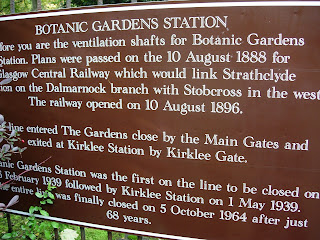 BOTANIC GARDENS STATION
fore you are the ventilation shafts for Botanic Gardens
Station. Plans were passed on the 10 August 1888 for
Glasgow Central Railway which would link Strathclyde
on on the Dalmarnock branch with Stobcross in the west
The railway opened on 10 August 1896.
line entered The Gardens close by the Main Gates and
exited at Kirklee Station by Kirklee Gate.
anic Gardens Station was the first on the line to be closed on
February 1939 followed by Kirklee Station on 1 May 1939.
he entire line was finally closed on 5 October 1964 after just
68 years.